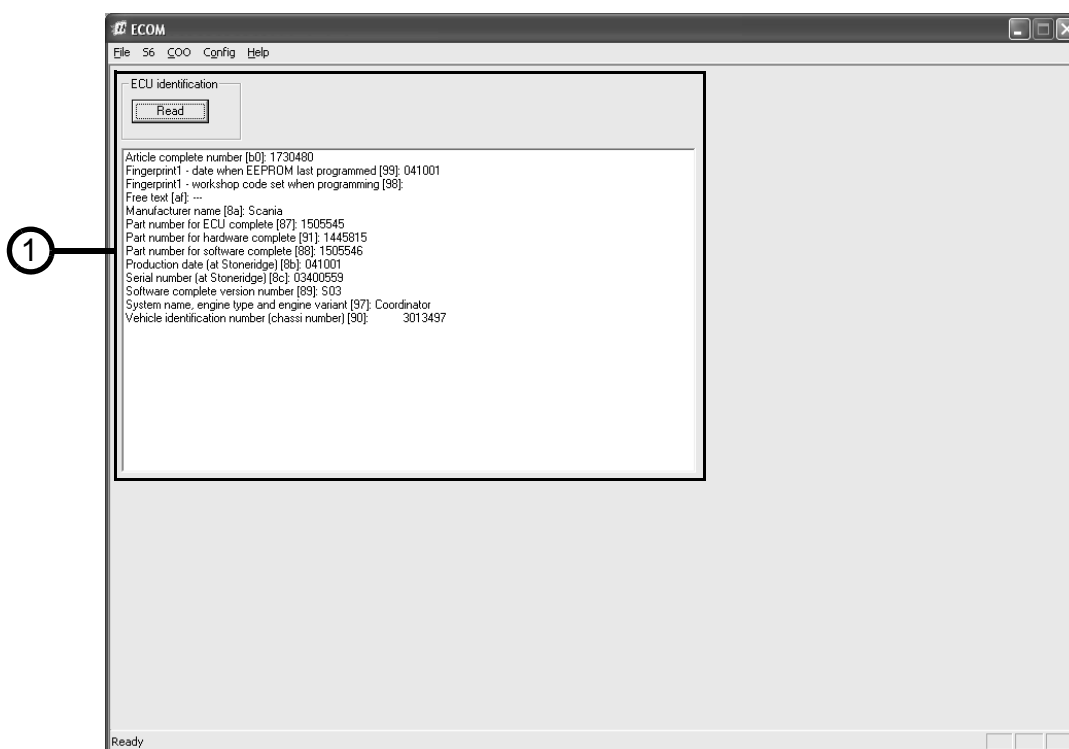 ECOM
File S6 COO Config Help
ECU identification
Read
Article complete number [b0]: 1730480
Fingerprint1 - date when EEPROM last programmed [99]: 041001
Fingerprint1 - workshop code set when programming [98]:
Free text [af]: ---
Manufacturer name [8a]: Scania
Part number for ECU complete [87]: 1505545
Part number for hardware complete [91]: 1445815
Part number for software complete [88]: 1505546
Production date (at Stoneridge) [8b]: 041001
Serial number (at Stoneridge) [8c]: 03400559
Software complete version number [89]: S03
System name, engine type and engine variant [97]: Coordinator
Vehicle identification number (chassi number) [90]: 3013497
1
Ready